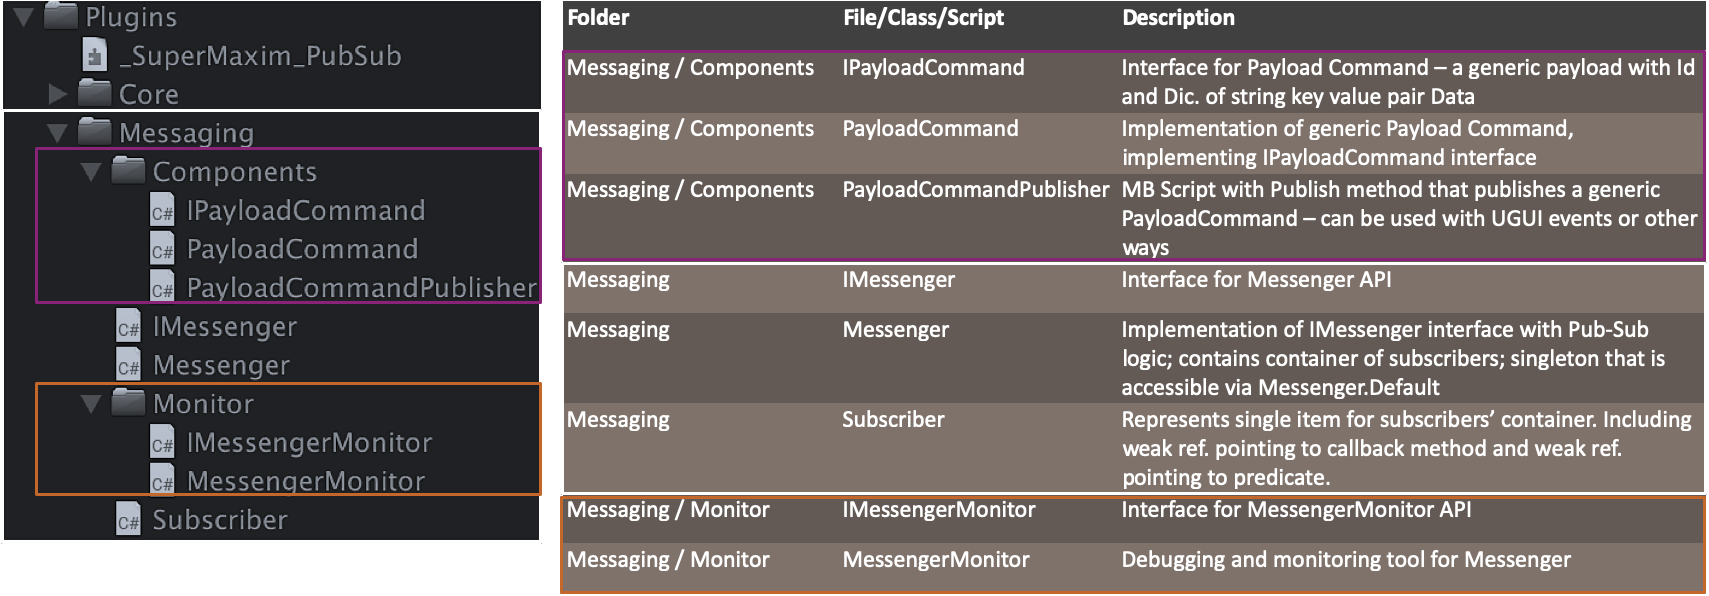 Plugins
_SuperMaxim_PubSub
Core
Messaging
Components
C# IPayloadCommand
C# PayloadCommand
C# PayloadCommandPublisher
C# IMessenger
C# Messenger
Monitor
C# IMessengerMonitor
C# MessengerMonitor
C# Subscriber
Folder File/Class/Script Description
Messaging / Components IPayloadCommand Interface for Payload Command – a generic payload with Id
and Dic. of string key value pair Data
Messaging / Components PayloadCommand Implementation of generic Payload Command,
implementing IPayloadCommand interface
Messaging / Components PayloadCommandPublisher MB Script with Publish method that publishes a generic
PayloadCommand – can be used with UGUI events or other
ways
Messaging IMessenger Interface for Messenger API
Messaging Messenger Implementation of IMessenger interface with Pub-Sub
logic; contains container of subscribers; singleton that is
accessible via Messenger.Default
Messaging Subscriber Represents single item for subscribers’ container. Including
weak ref. pointing to callback method and weak ref.
pointing to predicate.
Messaging / Monitor IMessengerMonitor Interface for MessengerMonitor API
Messaging / Monitor MessengerMonitor Debugging and monitoring tool for Messenger